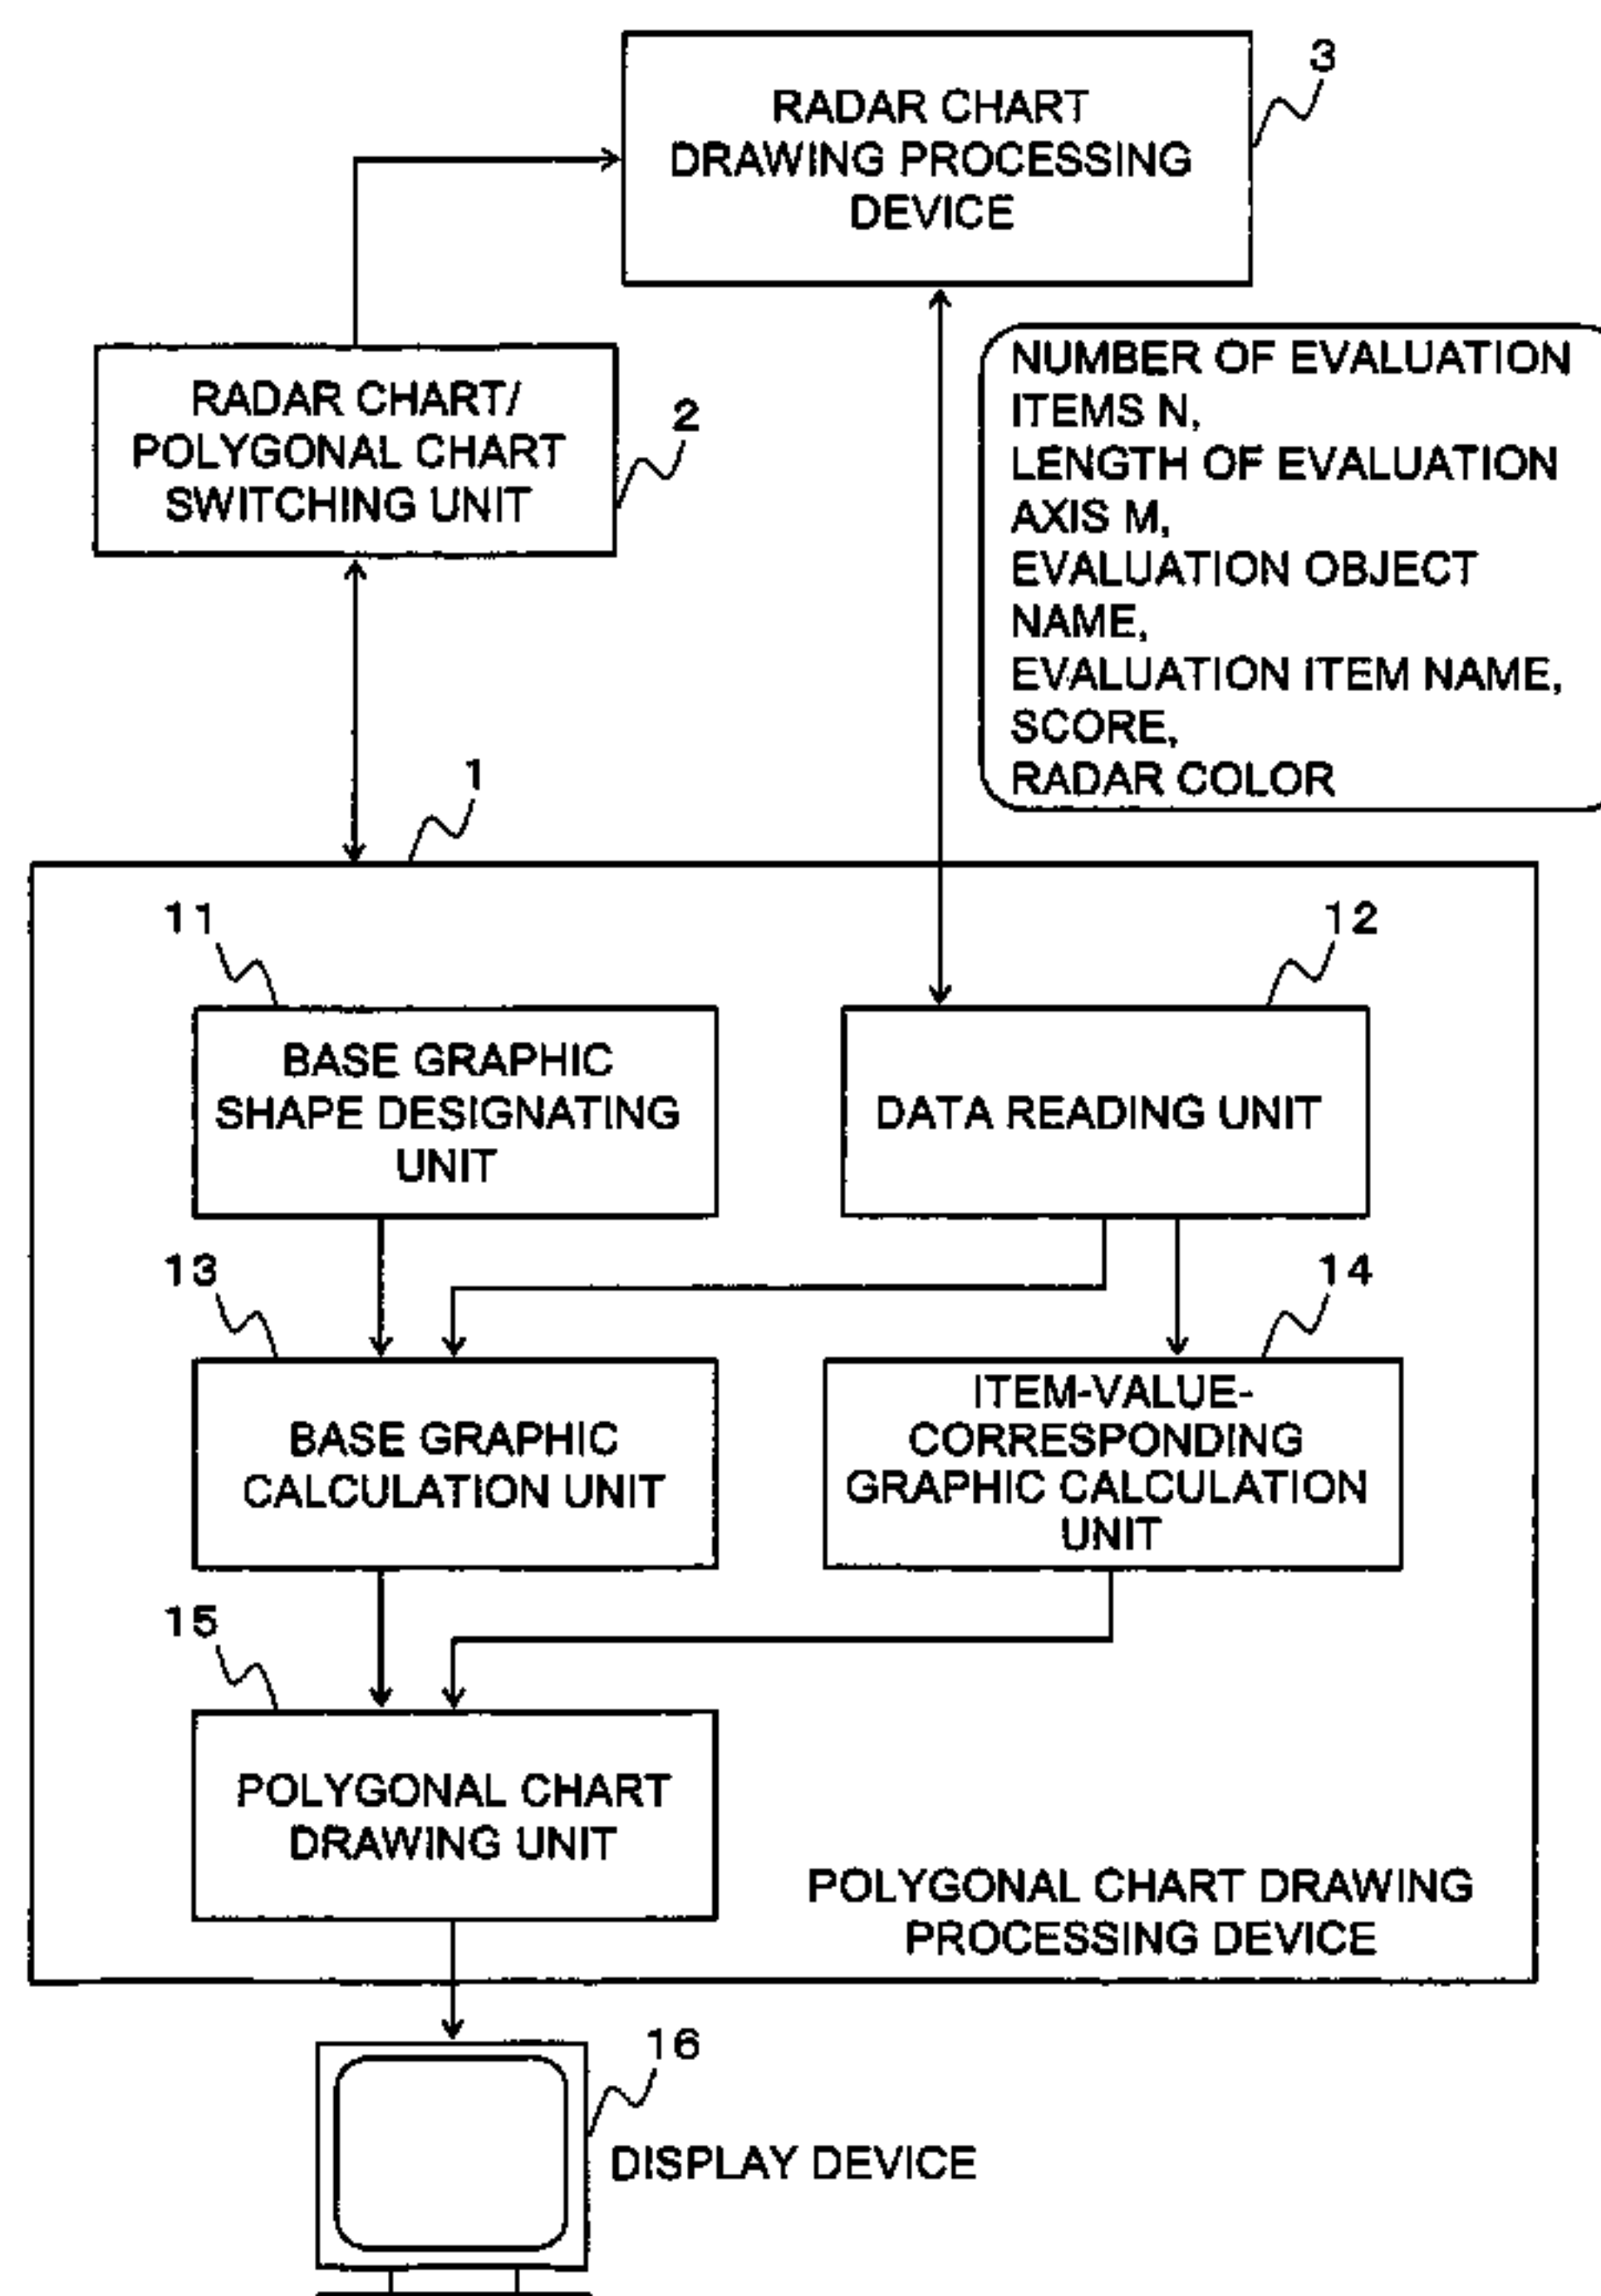 3
RADAR CHART
DRAWING PROCESSING
DEVICE
RADAR CHART/
POLYGONAL CHART
SWITCHING UNIT
2
NUMBER OF EVALUATION
ITEMS N,
LENGTH OF EVALUATION
AXIS M,
EVALUATION OBJECT
NAME,
EVALUATION ITEM NAME,
SCORE,
RADAR COLOR
1
11
BASE GRAPHIC
SHAPE DESIGNATING
UNIT
12
DATA READING UNIT
13
BASE GRAPHIC
CALCULATION UNIT
14
ITEM-VALUE-
CORRESPONDING
GRAPHIC CALCULATION
UNIT
15
POLYGONAL CHART
DRAWING UNIT
POLYGONAL CHART DRAWING
PROCESSING DEVICE
16
DISPLAY DEVICE